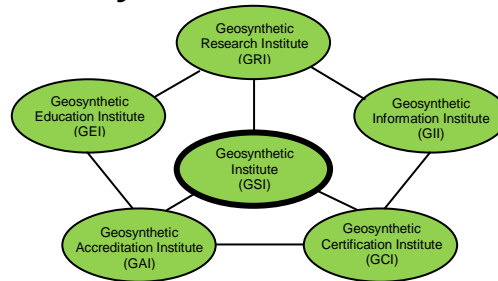 Geosynthetic
Research Institute
(GRI)
Geosynthetic
Education Institute
(GEI)
Geosynthetic
Information Institute
(GII)
Geosynthetic
Institute
(GSI)
Geosynthetic
Accreditation Institute
(GAI)
Geosynthetic
Certification Institute
(GCI)